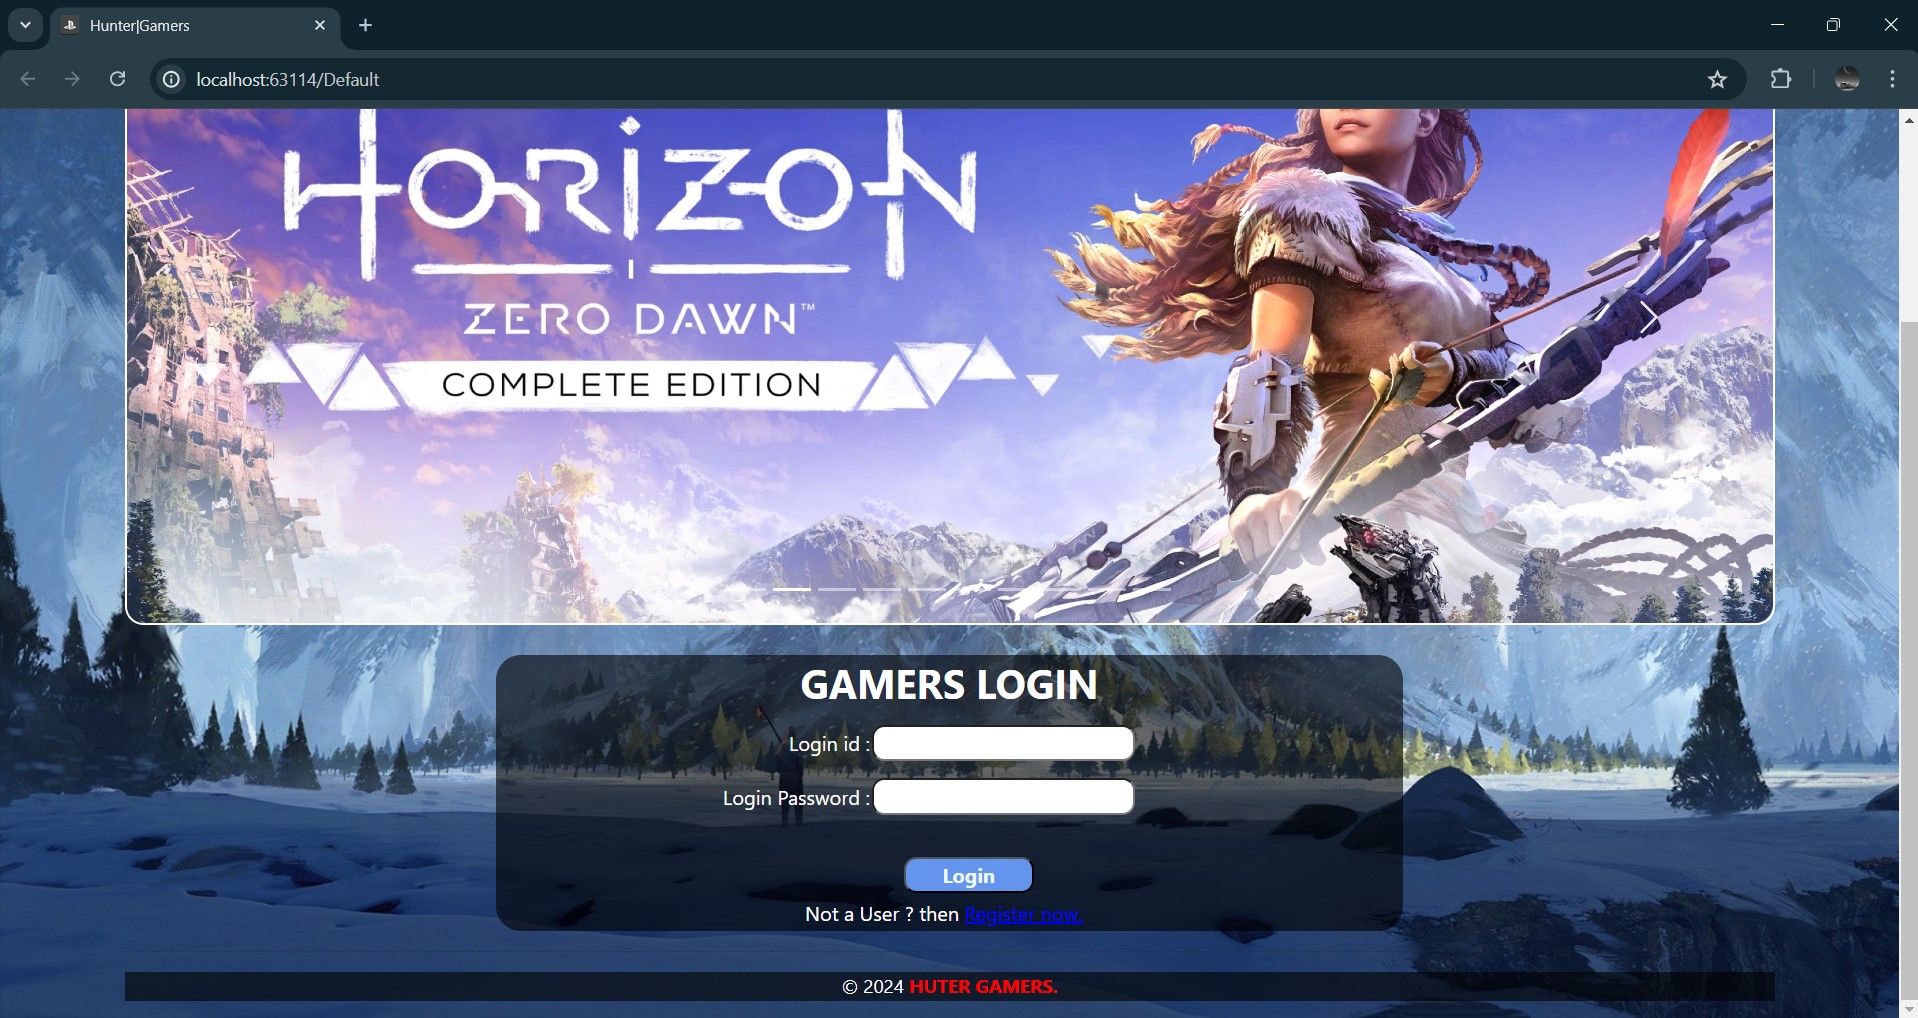 Hunter|Gamers
localhost:63114/Default
HORIZON
ZERO DAWN™
COMPLETE EDITION
GAMERS LOGIN
Login id :
Login Password :
Login
Not a User ? then Register now.
© 2024 HUTER GAMERS.